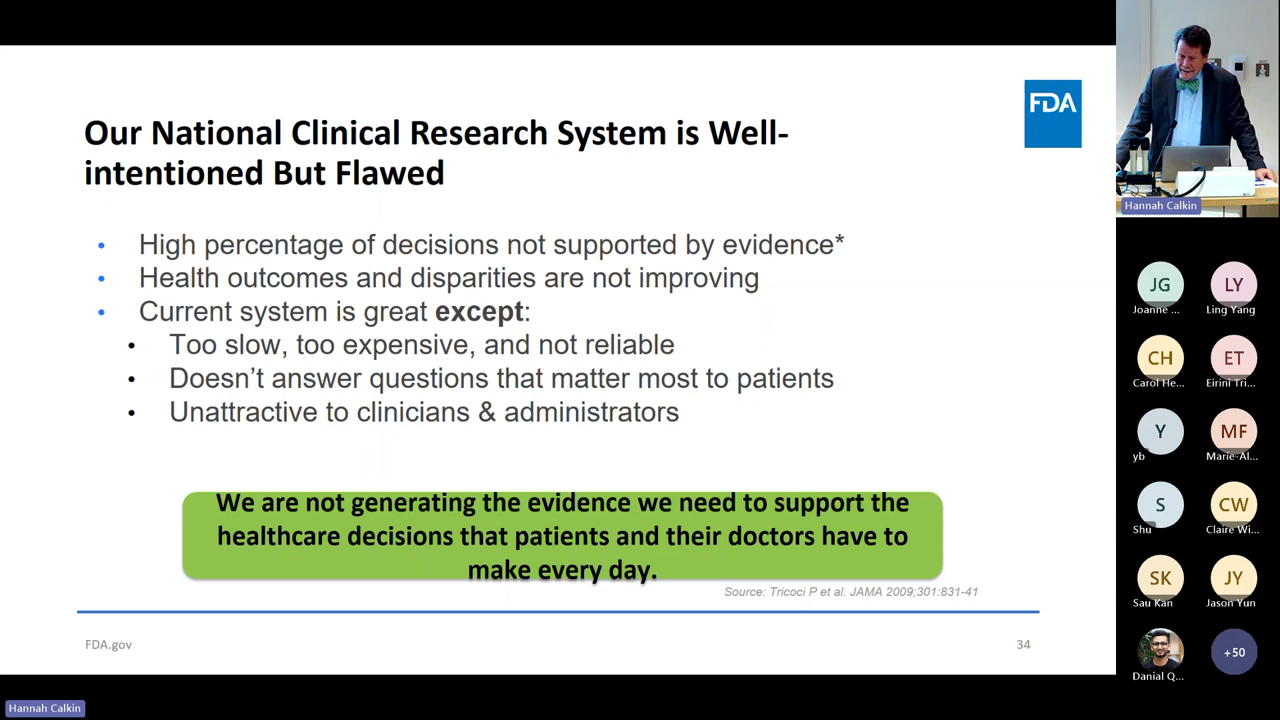 FDA
Our National Clinical Research System is Well-
intentioned But Flawed
• High percentage of decisions not supported by evidence*
• Health outcomes and disparities are not improving
• Current system is great except:
• Too slow, too expensive, and not reliable
• Doesn’t answer questions that matter most to patients
• Unattractive to clinicians & administrators
We are not generating the evidence we need to support the
healthcare decisions that patients and their doctors have to
make every day.
Source: Tricoci P et al. JAMA 2009;301:831-41
FDA.gov
34
Hannah Calkin
JG
Joanne ...
LY
Ling Yang
CH
Carol He...
ET
Eirini Tri...
Y
yb
MF
Marie-Al...
S
Shu
CW
Claire Wi...
SK
Sau Kan
JY
Jason Yun
Danial Q...
+50
Hannah Calkin